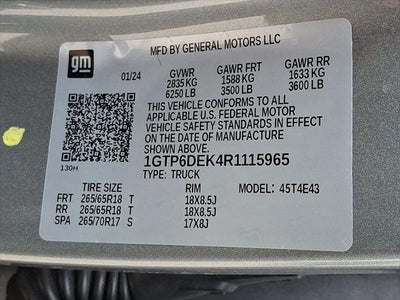 gm
MFD BY GENERAL MOTORS LLC
01/24 GVWR GAWR FRT GAWR RR
2835 KG 1588 KG 1633 KG
6250 LB 3500 LB 3600 LB
THIS VEHICLE CONFORMS TO ALL
APPLICABLE U.S. FEDERAL MOTOR
VEHICLE SAFETY STANDARDS IN EFFECT
ON THE DATE OF MANUFACTURE
SHOWN ABOVE.
1GTP6DEK4R1115965
130H TYPE: TRUCK
TIRE SIZE RIM MODEL: 45T4E43
FRT 265/65R18 T 18X8.5J
RR 265/65R18 T 18X8.5J
SPA 265/70R17 S 17X8J